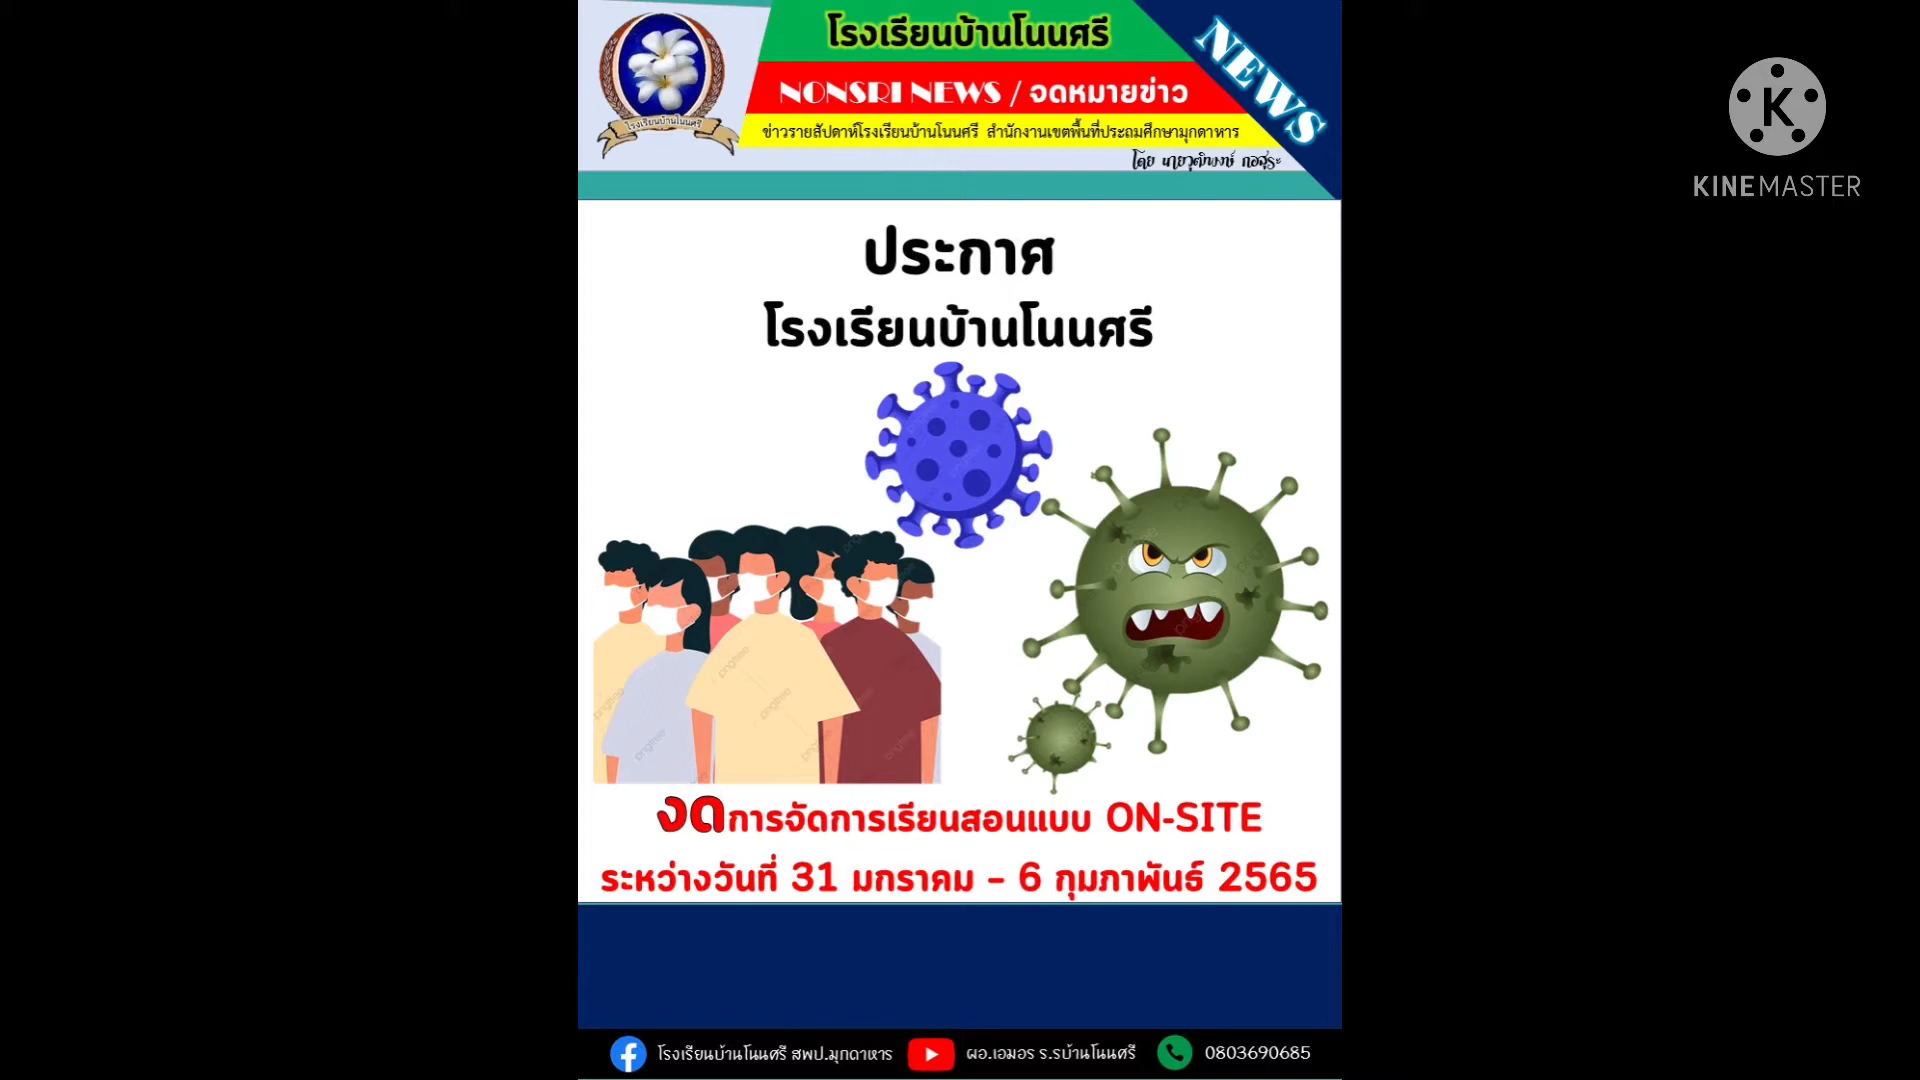 โรงเรียนบ้านโนนศรี
NEWS
NONSRI NEWS / จดหมายข่าว
ข่าวรายสัปดาห์โรงเรียนบ้านโนนศรี สำนักงานเขตพื้นที่ประถมศึกษามุกดาหาร
โรงเรียนบ้านโนนศรี
โดย
KINEMASTER
ประกาศ
โรงเรียนบ้านโนนศรี
งดการจัดการเรียนสอนแบบ ON-SITE
ระหว่างวันที่ 31 มกราคม – 6 กุมภาพันธ์ 2565
โรงเรียนบ้านโนนศรี สพป.มุกดาหาร
ผอ.เอมอร ร.รบ้านโนนศรี
0803690685